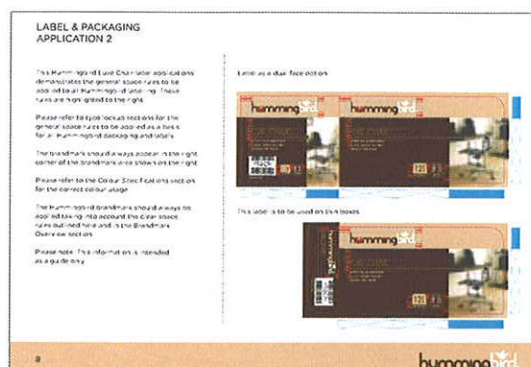 LABEL & PACKAGING
APPLICATION 2
This Hummingbird Luxe Chair label applications
demonstrates the general space rules to be
applied to all Hummingbird labelling. These
rules are highlighted to the right.
Please refer to typo lockup sections for the
general space rules to be applied as a basis
for all Hummingbird packaging and labels.
The brandmark should always appear in the right
corner of the brandmark area shown on the right
Please refer to the Colour Specifications section
for the correct colour usage.
The Hummingbird brandmark should always be
applied taking into account the clear space
rules outlined here and in the Brandmark
Overview section.
Please note: This information is intended
as a guide only.
Label as a dual face option
hummingbird
hummingbird
This label is to be used on thin boxes
hummingbird
8
hummingbird